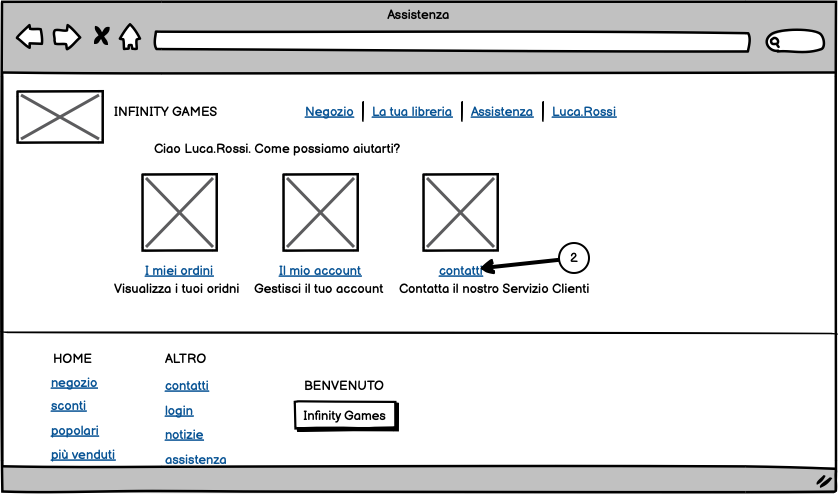 Assistenza
INFINITY GAMES
Negozio
La tua libreria
Assistenza
Luca.Rossi
Ciao Luca.Rossi. Come possiamo aiutarti?
I miei ordini
Il mio account
contatti
2
Visualizza i tuoi oridni
Gestisci il tuo account
Contatta il nostro Servizio Clienti
HOME
negozio
sconti
popolari
più venduti
ALTRO
contatti
login
notizie
assistenza
BENVENUTO
Infinity Games